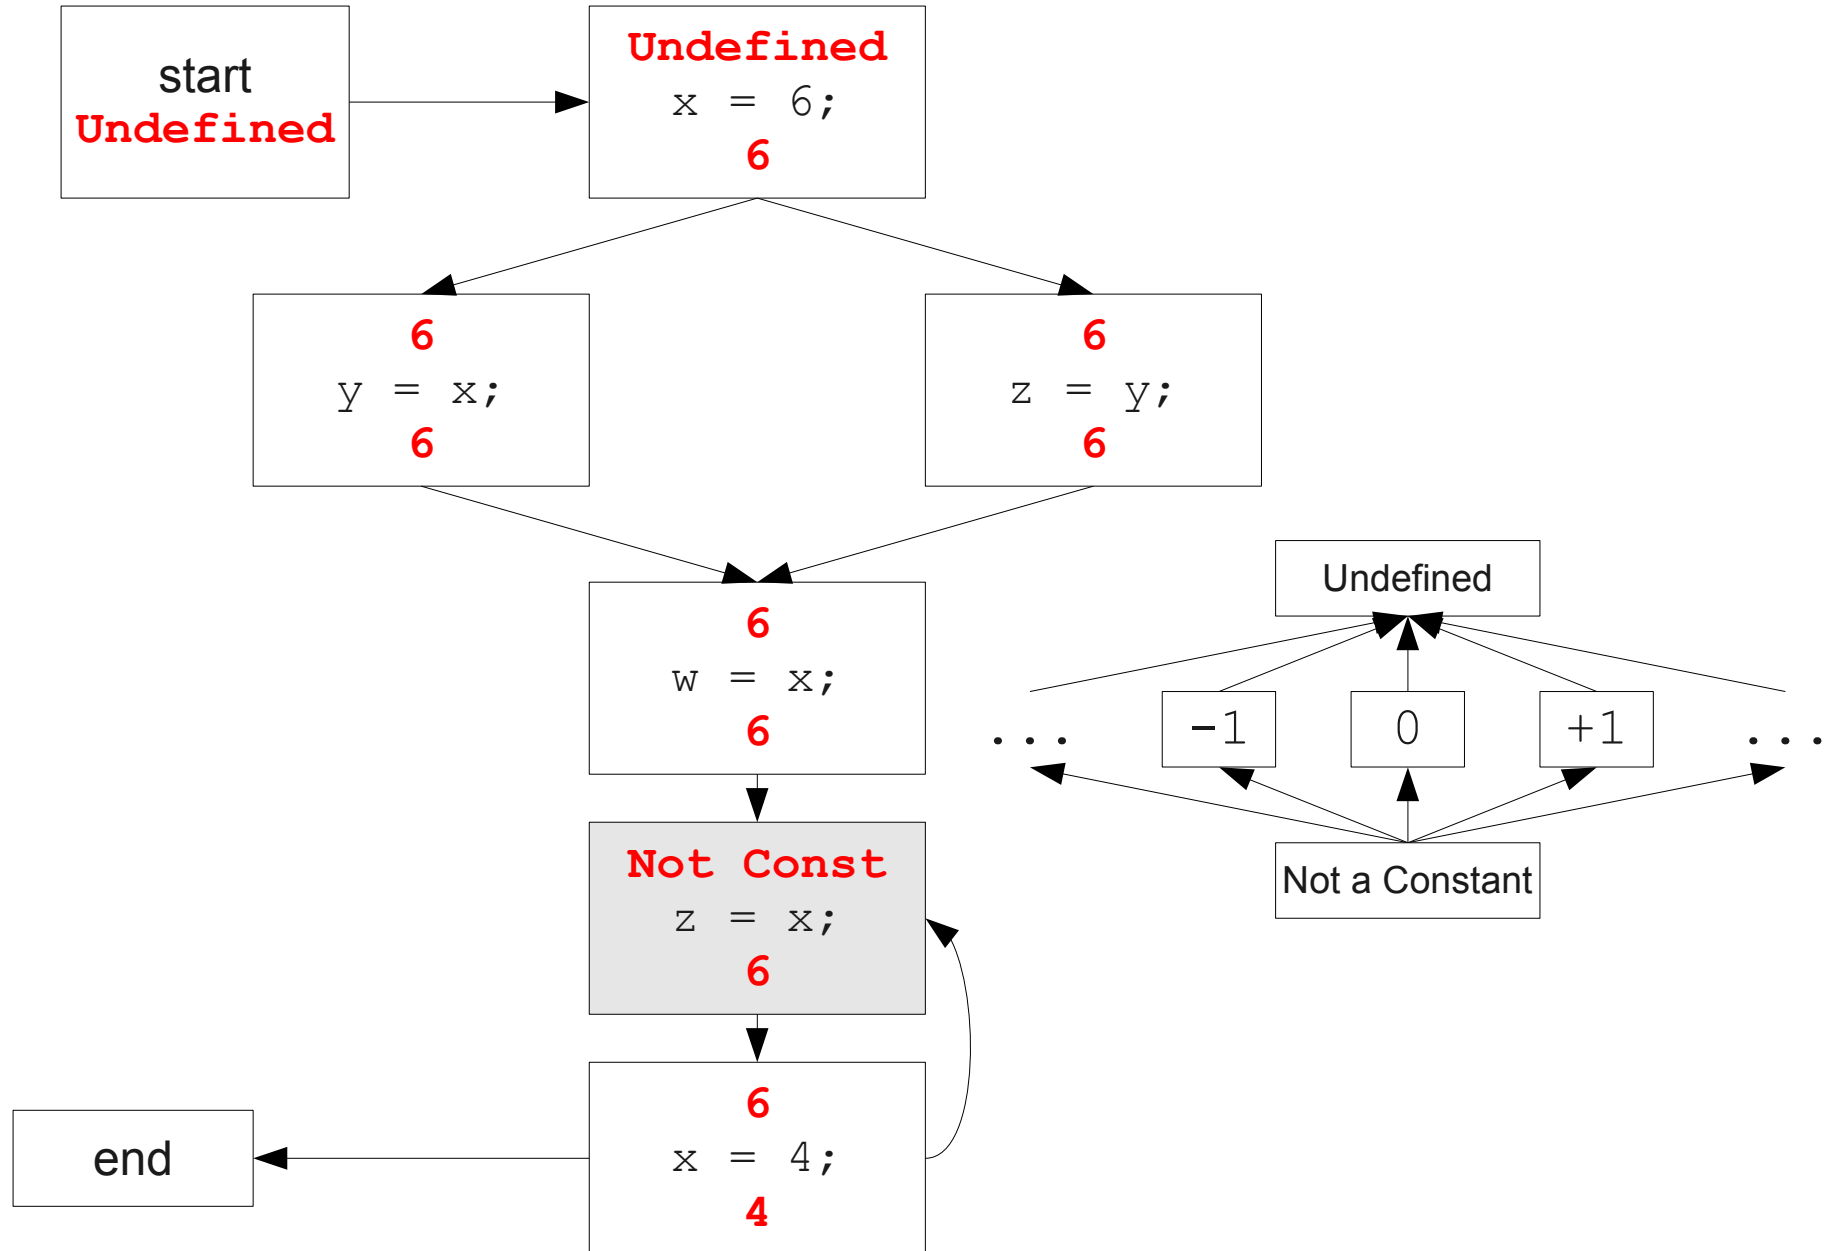 start
Undefined
Undefined
x = 6;
6
6
y = x;
6
6
z = y;
6
6
w = x;
6
Undefined
... -1 0 +1 ...
Not a Constant
Not Const
z = x;
6
6
x = 4;
4
end